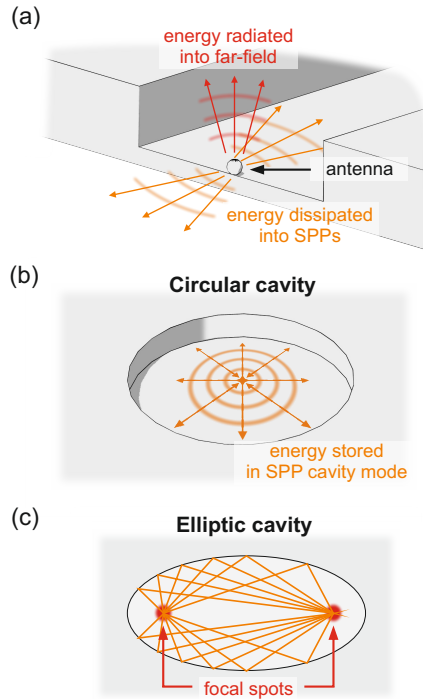 (a)
energy radiated
into far-field
antenna
energy dissipated
into SPPs
(b)
Circular cavity
energy stored
in SPP cavity mode
(c)
Elliptic cavity
focal spots